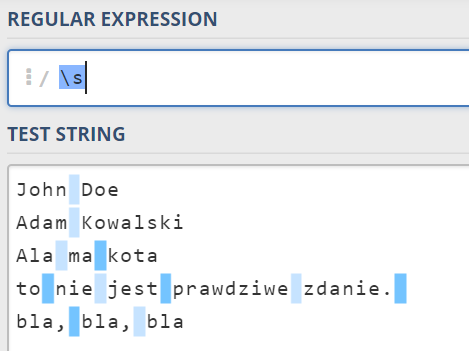 REGULAR EXPRESSION
/ \s
TEST STRING
John Doe
Adam Kowalski
Ala ma kota
to nie jest prawdziwe zdanie.
bla, bla, bla